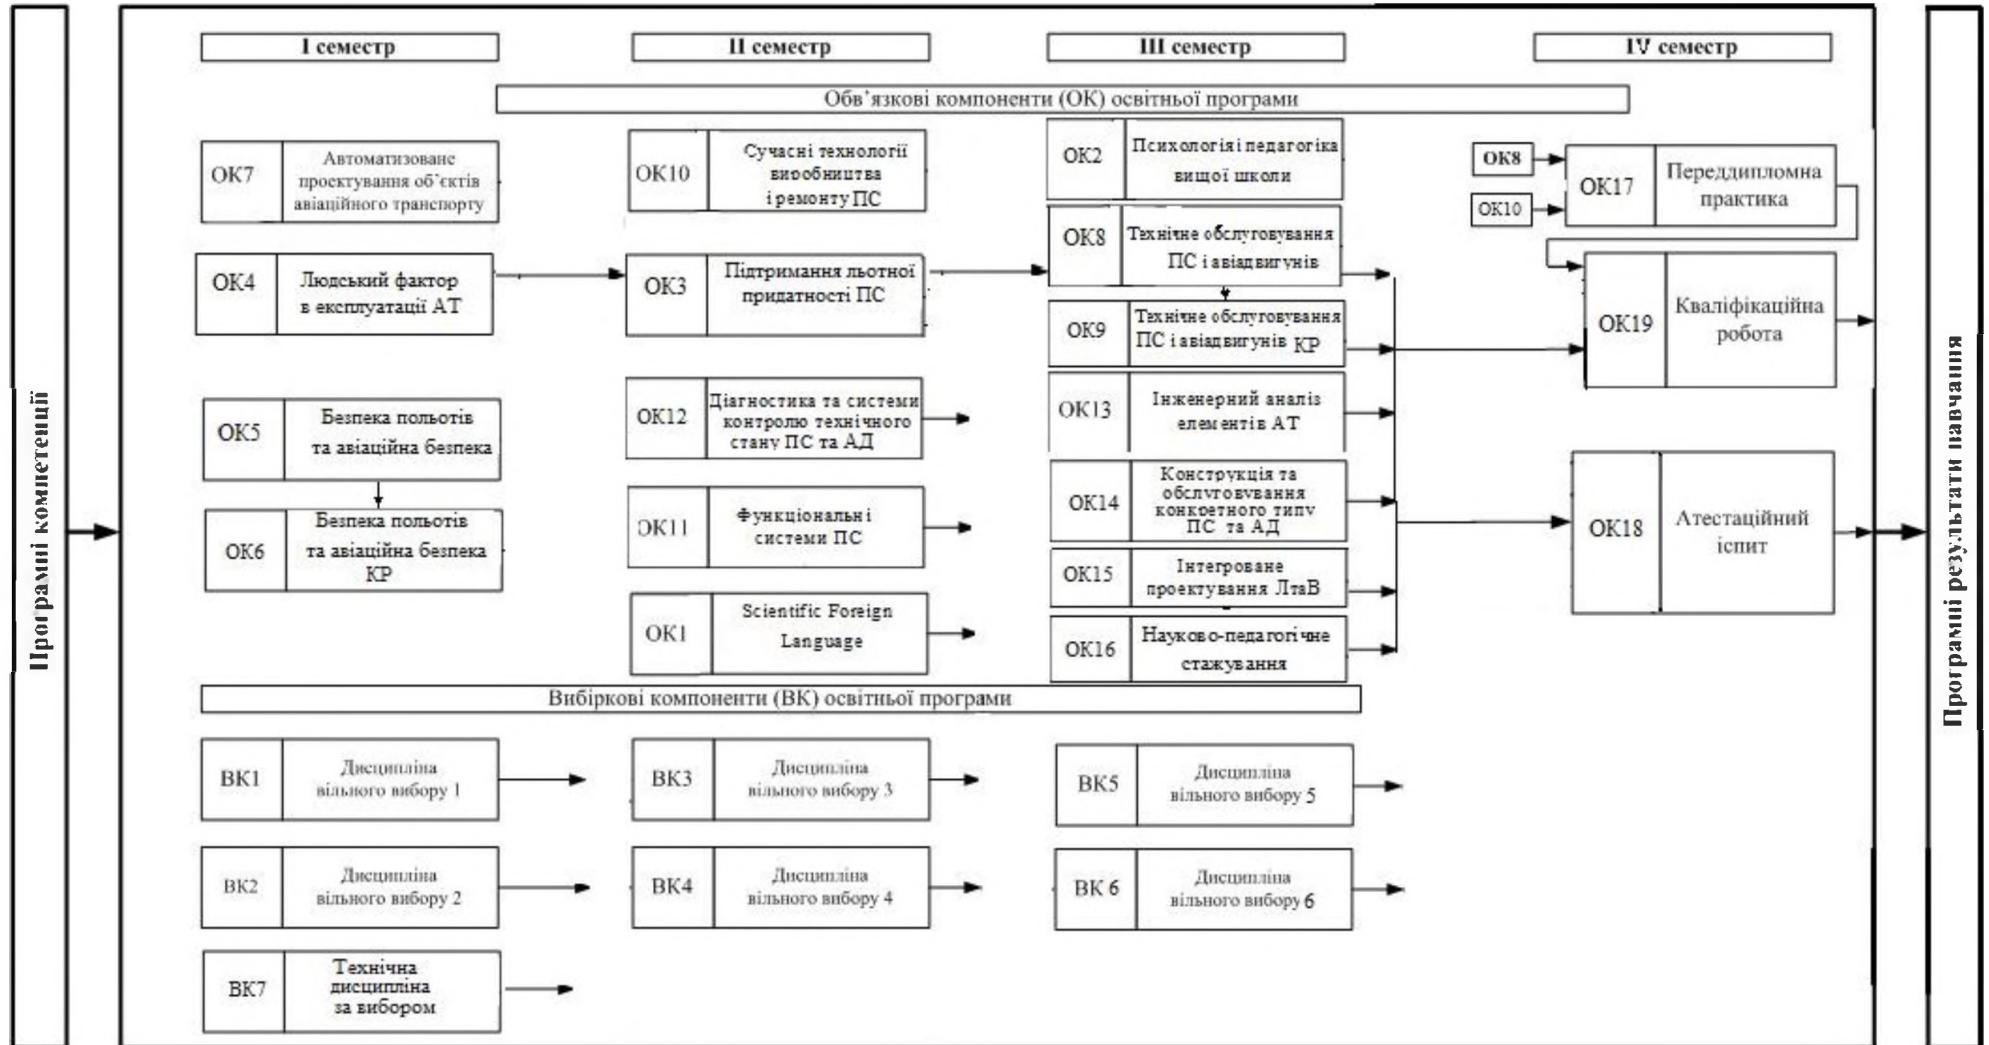 Програмні компетенції
I семестр
II семестр
III семестр
IV семестр
Обв’язкові компоненти (ОК) освітньої програми
ОК7
Автоматизоване
проектування об’єктів
авіаційного транспорту
ОК4
Людський фактор
в експлуатації АТ
ОК5
Безпека польотів
та авіаційна безпека
ОК6
Безпека польотів
та авіаційна безпека
КР
ОК10
Сучасні технології
виробництва
і ремонту ПС
ОК3
Підтримання льотної
придатності ПС
ОК12
Діагностика та системи
контролю технічного
стану ПС та АД
ОК11
Функціональні
системи ПС
ОК1
Scientific Foreign
Language
ОК2
Психологія і педагогіка
вищої школи
ОК8
Технічне обслуговування
ПС і авіадвигунів
ОК9
Технічне обслуговування
ПС і авіадвигунів КР
ОК13
Інженерний аналіз
елементів АТ
ОК14
Конструкція та
обслуговування
конкретного типу
ПС та АД
ОК15
Інтегроване
проектування ЛтаВ
ОК16
Науково-педагогічне
стажування
ОК8
ОК10
ОК17
Переддипломна
практика
ОК19
Кваліфікаційна
робота
ОК18
Атестаційний
іспит
Вибіркові компоненти (ВК) освітньої програми
ВК1
Дисципліна
вільного вибору 1
ВК2
Дисципліна
вільного вибору 2
ВК7
Технічна
дисципліна
за вибором
ВК3
Дисципліна
вільного вибору 3
ВК4
Дисципліна
вільного вибору 4
ВК5
Дисципліна
вільного вибору 5
ВК 6
Дисципліна
вільного вибору 6
Програмні результати навчання